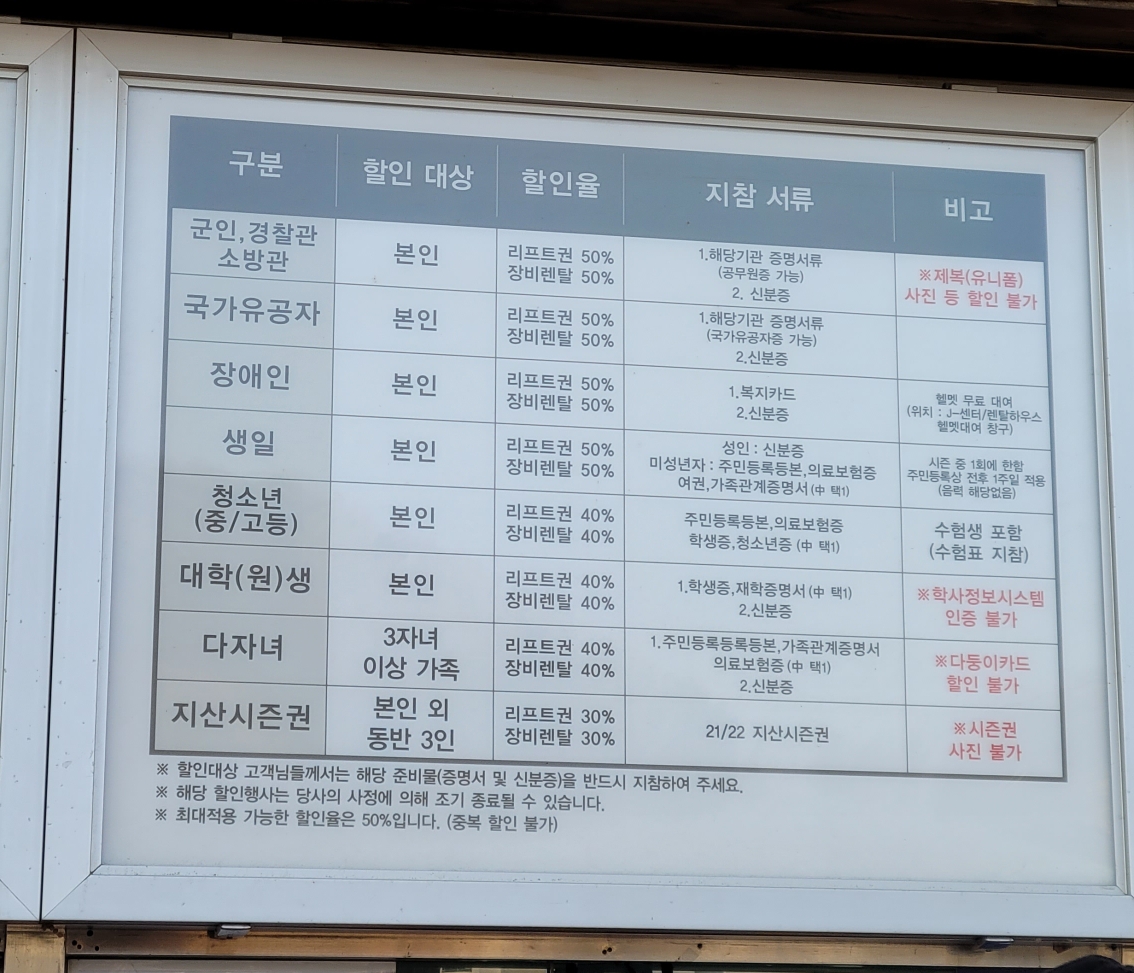 구분 할인 대상 할인율 지참 서류 비고
군인,경찰관
소방관
본인
리프트권 50%
장비렌탈 50%
1.해당기관 증명서류
(공무원증 가능)
2. 신분증
※제복(유니폼)
사진 등 할인 불가
국가유공자
본인
리프트권 50%
장비렌탈 50%
1.해당기관 증명서류
(국가유공자증 가능)
2.신분증
장애인
본인
리프트권 50%
장비렌탈 50%
1.복지카드
2.신분증
헬멧 무료 대여
(위치 : J-센터/렌탈하우스
헬멧대여 창구)
생일
본인
리프트권 50%
장비렌탈 50%
성인 : 신분증
미성년자 : 주민등록등본,의료보험증
여권,가족관계증명서(中 택1)
시즌 중 1회에 한함
주민등록상 전후 1주일 적용
(음력 해당없음)
청소년
(중/고등)
본인
리프트권 40%
장비렌탈 40%
주민등록등본,의료보험증
학생증,청소년증 (中 택1)
수험생 포함
(수험표 지참)
대학(원)생
본인
리프트권 40%
장비렌탈 40%
1.학생증,재학증명서(中 택1)
2.신분증
※학사정보시스템
인증 불가
다자녀
3자녀
이상 가족
리프트권 40%
장비렌탈 40%
1.주민등록등록등본,가족관계증명서
의료보험증(中 택1)
2.신분증
※다둥이카드
할인 불가
지산시즌권
본인 외
동반 3인
리프트권 30%
장비렌탈 30%
21/22 지산시즌권
※시즌권
사진 불가
※ 할인대상 고객님들께서는 해당 준비물(증명서 및 신분증)을 반드시 지참하여 주세요.
※ 해당 할인행사는 당사의 사정에 의해 조기 종료될 수 있습니다.
※ 최대적용 가능한 할인율은 50%입니다. (중복 할인 불가)